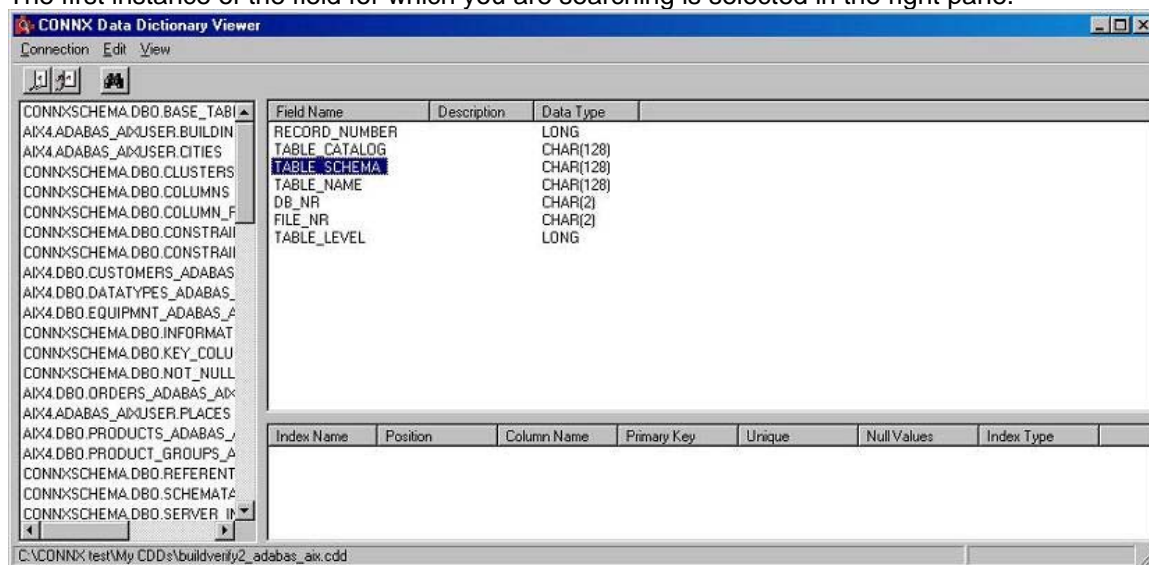 The first instance of the field for which you are searching is selected in the right pane.
CONNX Data Dictionary Viewer
Connection Edit View
CONNXSCHEMA.DBO.BASE_TABI
AIX4.ADABAS_AIXUSER.BUILDIN
AIX4.ADABAS_AIXUSER.CITIES
CONNXSCHEMA.DBO.CLUSTERS
CONNXSCHEMA.DBO.COLUMNS
CONNXSCHEMA.DBO.COLUMN_F
CONNXSCHEMA.DBO.CONSTRAI
CONNXSCHEMA.DBO.CONSTRAI
AIX4.DBO.CUSTOMERS_ADABAS
AIX4.DBO.DATATYPES_ADABAS_
AIX4.DBO.EQUIPMNT_ADABAS_A
CONNXSCHEMA.DBO.INFORMAT
CONNXSCHEMA.DBO.KEY_COLU
CONNXSCHEMA.DBO.NOT_NULL
AIX4.DBO.ORDERS_ADABAS_AIX
AIX4.ADABAS_AIXUSER.PLACES
AIX4.DBO.PRODUCTS_ADABAS_
AIX4.DBO.PRODUCT_GROUPS_A
CONNXSCHEMA.DBO.REFERENT
CONNXSCHEMA.DBO.SCHEMATA
CONNXSCHEMA.DBO.SERVER_IN
Field Name Description Data Type
RECORD_NUMBER LONG
TABLE_CATALOG CHAR(128)
TABLE_SCHEMA CHAR(128)
TABLE_NAME CHAR(128)
DB_NR CHAR(2)
FILE_NR CHAR(2)
TABLE_LEVEL LONG
Index Name Position Column Name Primary Key Unique Null Values Index Type
C:\CONNX test\My CDDs\buildverify2_adabas_aix.cdd